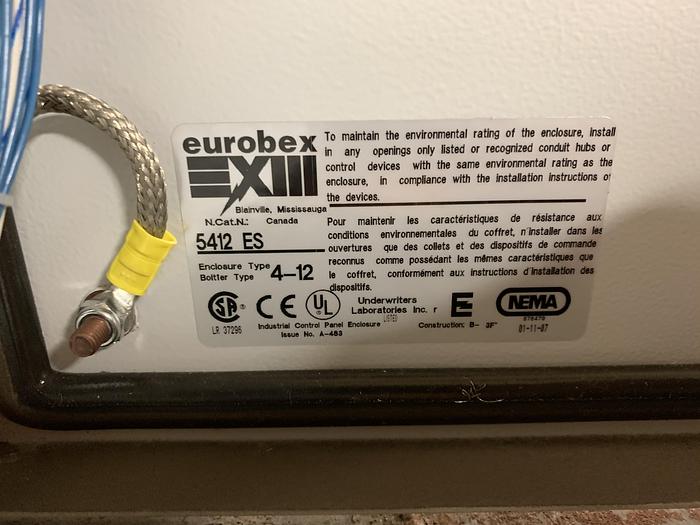 eurobex
EXIII
Blainville, Mississauga
N.Cat.N.: Canada
5412 ES
Enclosure Type
Boitier Type 4-12
To maintain the environmental rating of the enclosure, install
in any openings only listed or recognized conduit hubs or
control devices with the same environmental rating as the
enclosure, in compliance with the installation instructions of
the devices.
Pour maintenir les caractéristiques de résistance aux
conditions environnementales du coffret, n'installer dans les
ouvertures que des collets et des dispositifs de commande
reconnus comme possédant les mêmes caractéristiques que
le coffret, conformément aux instructions d'installation des
dispositifs.
SA
LR 37296
CE
UL
Underwriters
Laboratories Inc. r
LISTED
Industrial Control Panel Enclosure
Issue No. A-483
Construction: B- 3F"
NEMA
01-11-07